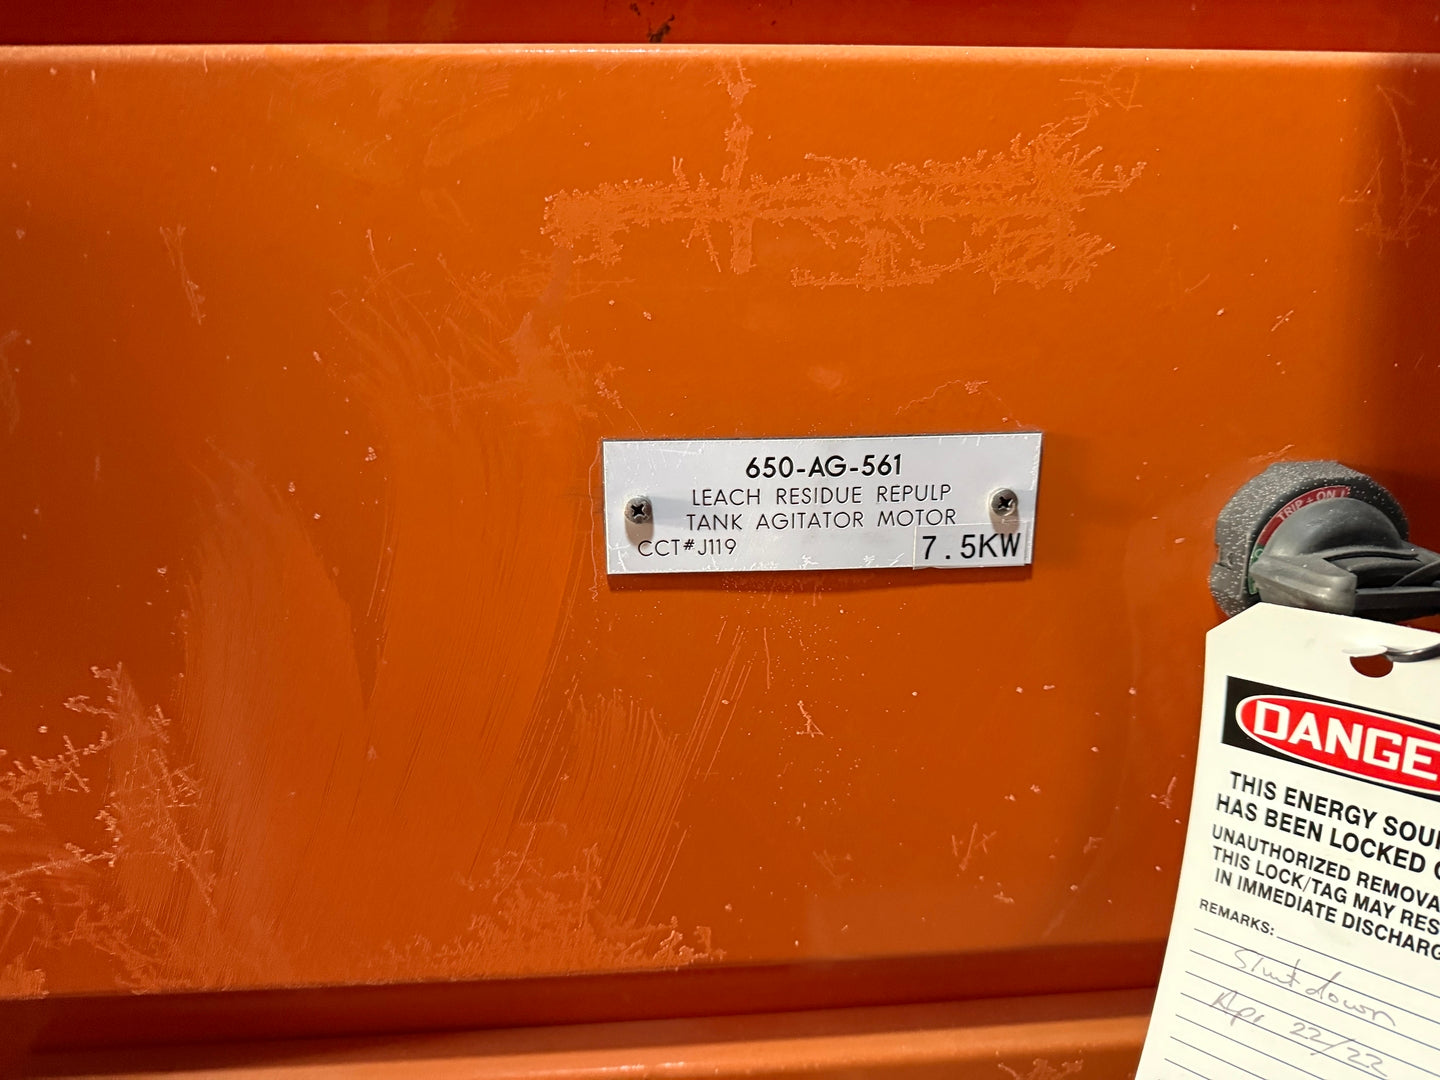 650-AG-561
LEACH RESIDUE REPULP
TANK AGITATOR MOTOR
CCT#J119
7.5KW
TRIP + ON I
DANGE
THIS ENERGY SOU
HAS BEEN LOCKED
UNAUTHORIZED REMOVA
THIS LOCK/TAG MAY RES
IN IMMEDIATE DISCHARG
REMARKS:
Shutdown
Apr 22/22